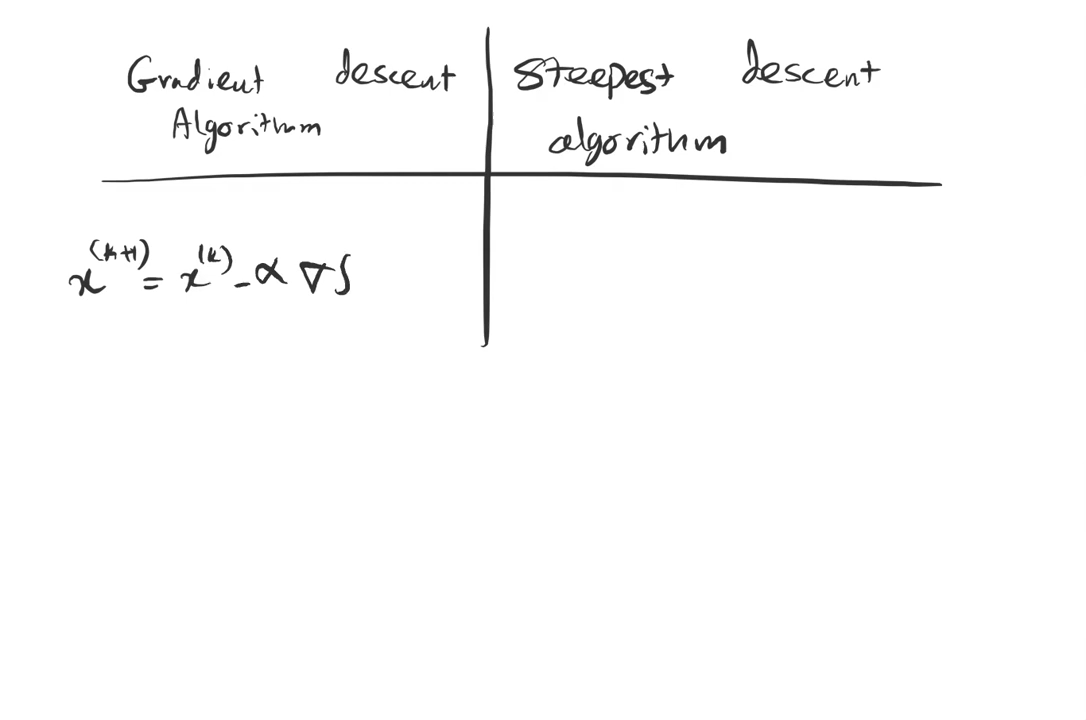 Gradient descent
Algorithm
Steepest descent
algorithm
x^(k+1) = x^(k) - α ∇f